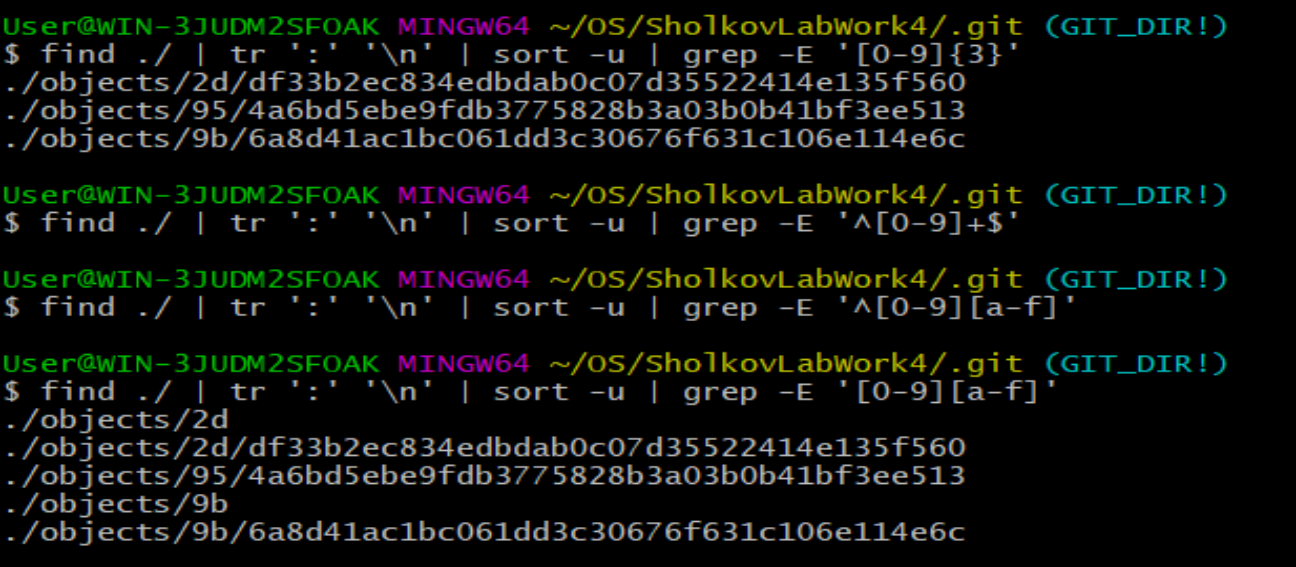 User@WIN-3JUDM2SFOAK MINGW64 ~/OS/SholkovLabWork4/.git (GIT_DIR!)
$ find ./ | tr ':' '\n' | sort -u | grep -E '[0-9]{3}'
./objects/2d/df33b2ec834edbdab0c07d35522414e135f560
./objects/95/4a6bd5ebe9fdb3775828b3a03b0b41bf3ee513
./objects/9b/6a8d41ac1bc061dd3c30676f631c106e114e6c
User@WIN-3JUDM2SFOAK MINGW64 ~/OS/SholkovLabWork4/.git (GIT_DIR!)
$ find ./ | tr ':' '\n' | sort -u | grep -E '^[0-9]+$'
User@WIN-3JUDM2SFOAK MINGW64 ~/OS/SholkovLabWork4/.git (GIT_DIR!)
$ find ./ | tr ':' '\n' | sort -u | grep -E '^[0-9][a-f]'
User@WIN-3JUDM2SFOAK MINGW64 ~/OS/SholkovLabWork4/.git (GIT_DIR!)
$ find ./ | tr ':' '\n' | sort -u | grep -E '[0-9][a-f]'
./objects/2d
./objects/2d/df33b2ec834edbdab0c07d35522414e135f560
./objects/95/4a6bd5ebe9fdb3775828b3a03b0b41bf3ee513
./objects/9b
./objects/9b/6a8d41ac1bc061dd3c30676f631c106e114e6c